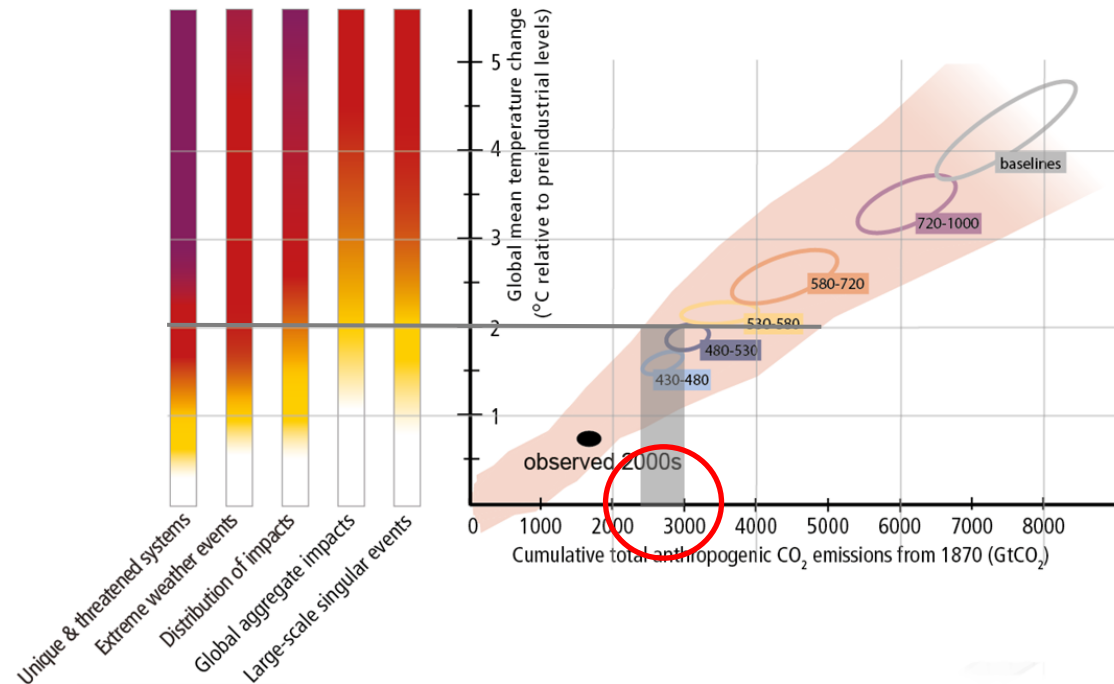 Global mean temperature change
(°C relative to preindustrial levels)
5
4
3
2
1
baselines
720-1000
580-720
530-580
480-530
430-480
observed 2000s
0 1000 2000 3000 4000 5000 6000 7000 8000
Cumulative total anthropogenic CO₂ emissions from 1870 (GtCO₂)
Unique & threatened systems
Extreme weather events
Distribution of impacts
Global aggregate impacts
Large-scale singular events